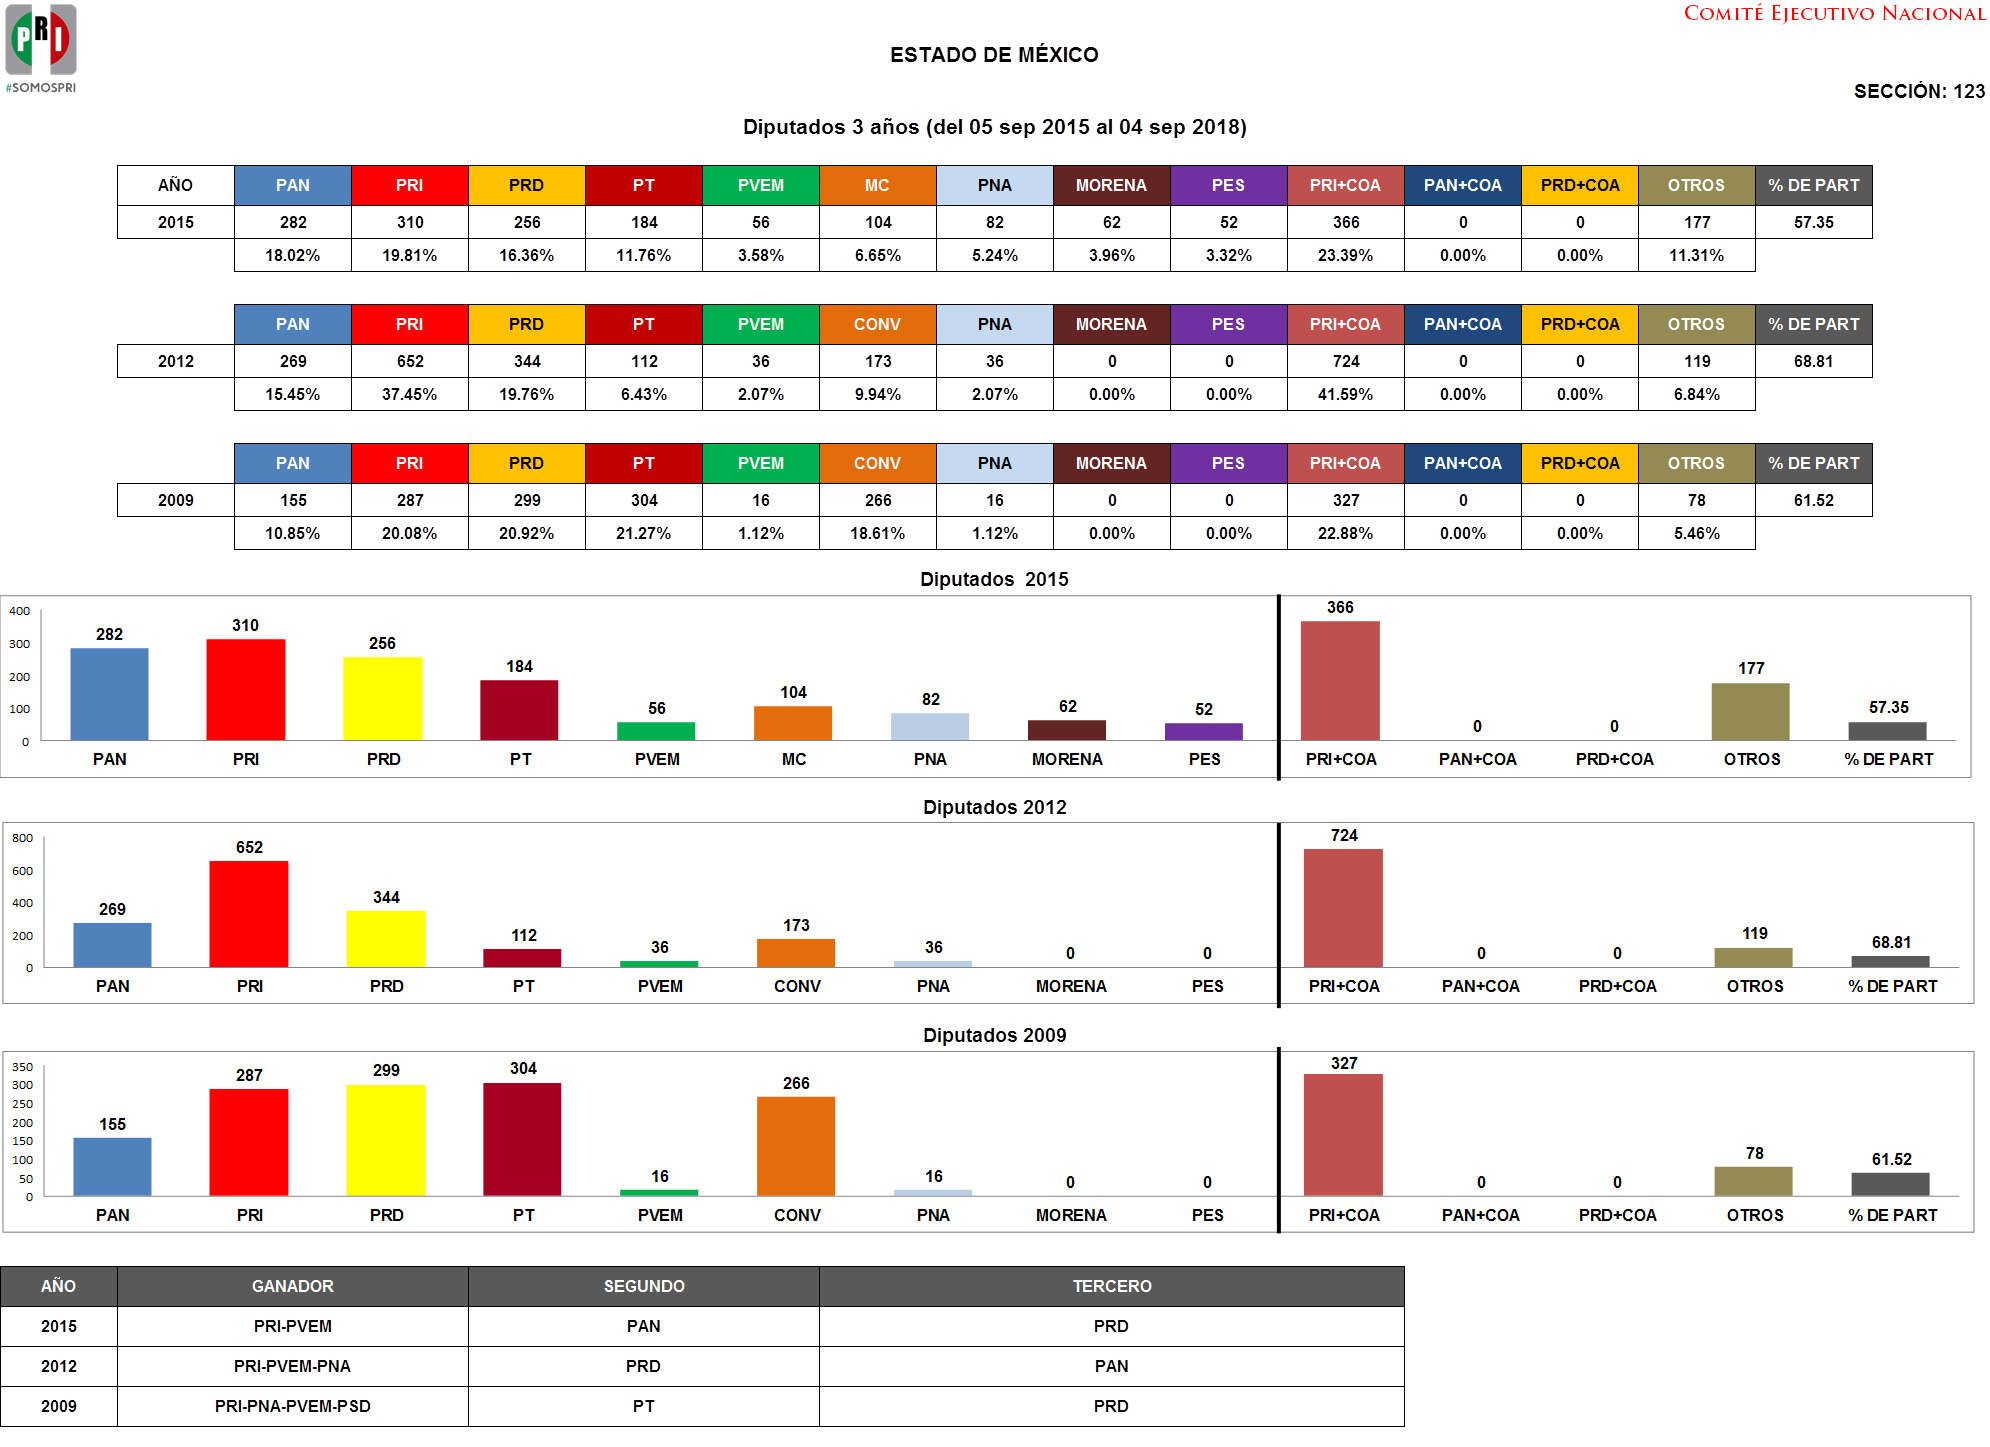 PRI
#SOMOSPRI
COMITÉ EJECUTIVO NACIONAL
ESTADO DE MÉXICO
SECCIÓN: 123
Diputados 3 años (del 05 sep 2015 al 04 sep 2018)
AÑO PAN PRI PRD PT PVEM MC PNA MORENA PES PRI+COA PAN+COA PRD+COA OTROS % DE PART
2015 282 310 256 184 56 104 82 62 52 366 0 0 177 57.35
18.02% 19.81% 16.36% 11.76% 3.58% 6.65% 5.24% 3.96% 3.32% 23.39% 0.00% 0.00% 11.31%
PAN PRI PRD PT PVEM CONV PNA MORENA PES PRI+COA PAN+COA PRD+COA OTROS % DE PART
2012 269 652 344 112 36 173 36 0 0 724 0 0 119 68.81
15.45% 37.45% 19.76% 6.43% 2.07% 9.94% 2.07% 0.00% 0.00% 41.59% 0.00% 0.00% 6.84%
PAN PRI PRD PT PVEM CONV PNA MORENA PES PRI+COA PAN+COA PRD+COA OTROS % DE PART
2009 155 287 299 304 16 266 16 0 0 327 0 0 78 61.52
10.85% 20.08% 20.92% 21.27% 1.12% 18.61% 1.12% 0.00% 0.00% 22.88% 0.00% 0.00% 5.46%
Diputados 2015
400
300
200
100
0
282 310 256 184 56 104 82 62 52 366 0 0 177 57.35
PAN PRI PRD PT PVEM MC PNA MORENA PES PRI+COA PAN+COA PRD+COA OTROS % DE PART
Diputados 2012
800
600
400
200
0
269 652 344 112 36 173 36 0 0 724 0 0 119 68.81
PAN PRI PRD PT PVEM CONV PNA MORENA PES PRI+COA PAN+COA PRD+COA OTROS % DE PART
Diputados 2009
350
300
250
200
150
100
50
0
155 287 299 304 16 266 16 0 0 327 0 0 78 61.52
PAN PRI PRD PT PVEM CONV PNA MORENA PES PRI+COA PAN+COA PRD+COA OTROS % DE PART
AÑO GANADOR SEGUNDO TERCERO
2015 PRI-PVEM PAN PRD
2012 PRI-PVEM-PNA PRD PAN
2009 PRI-PNA-PVEM-PSD PT PRD